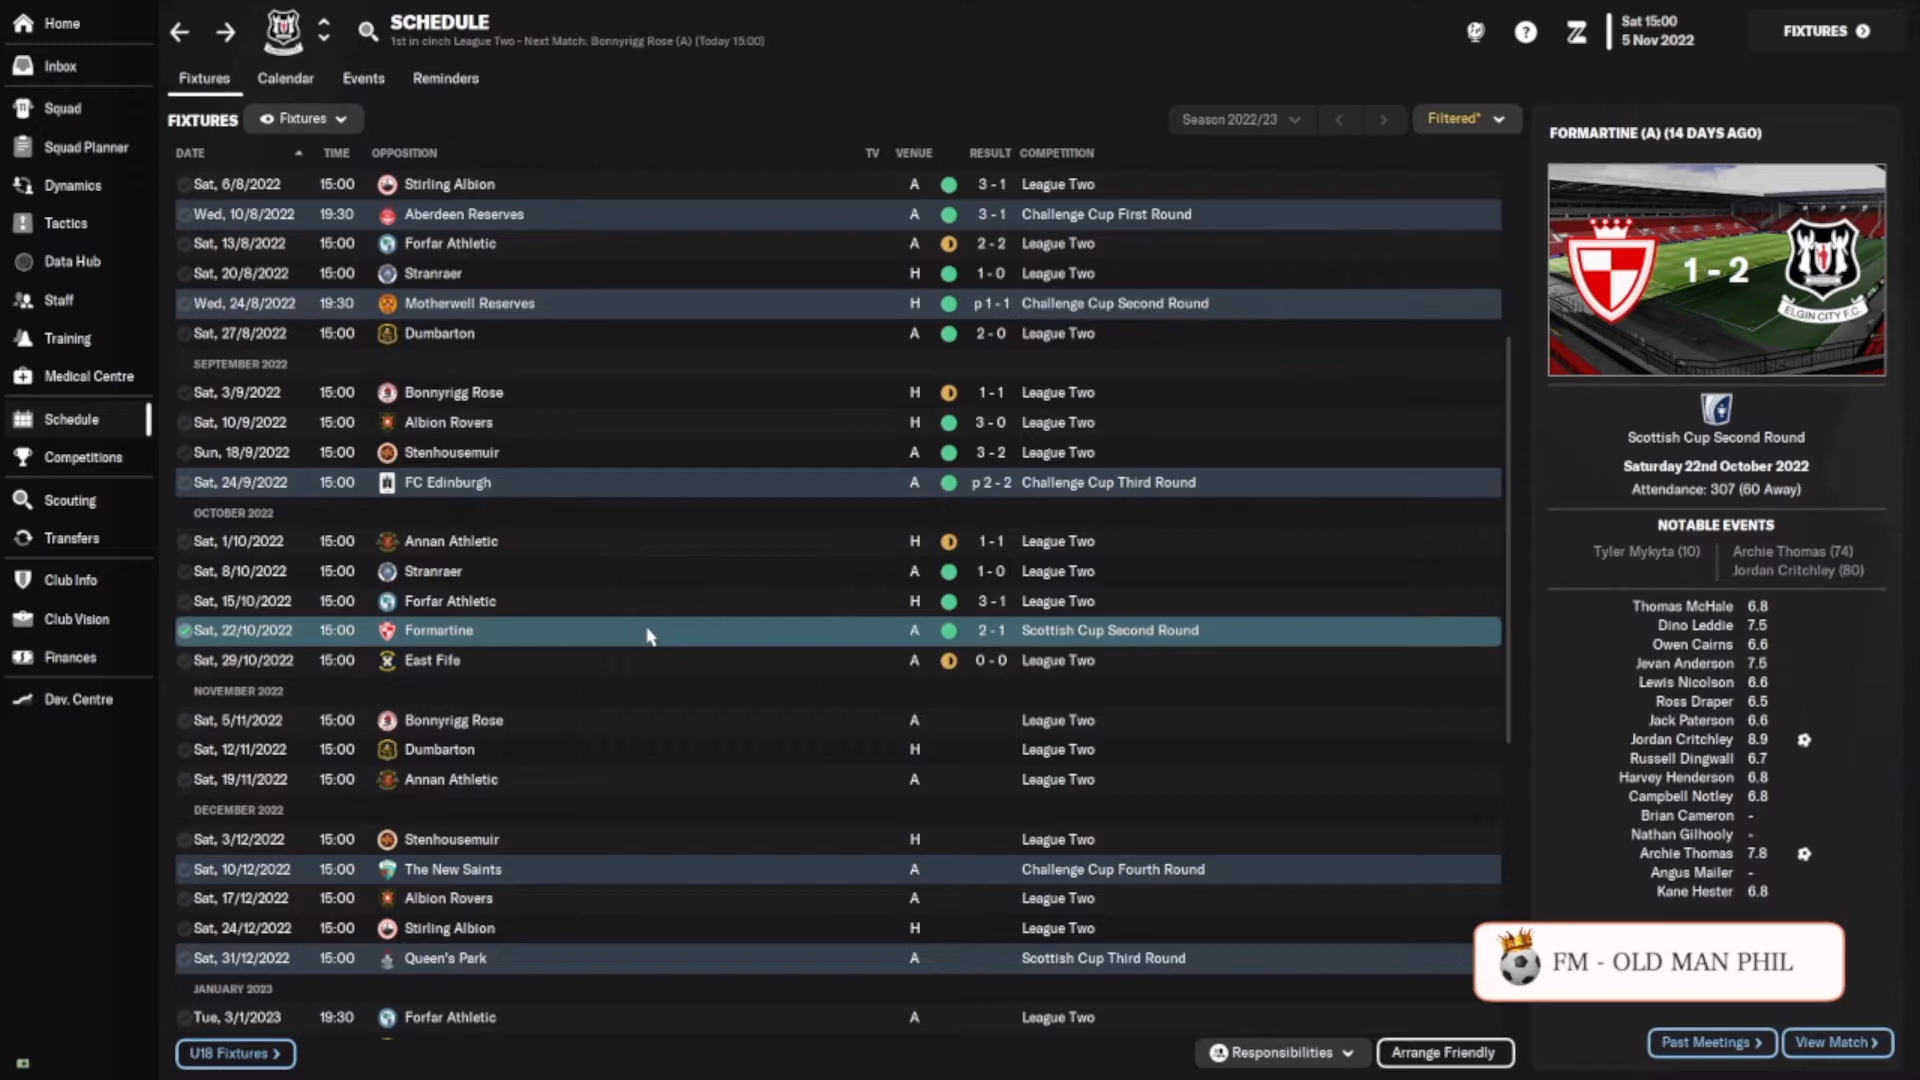 Home
SCHEDULE
1st in cinch League Two - Next Match: Bonnyrigg Rose (A) (Today 15:00)
Sat 15:00
5 Nov 2022
FIXTURES
Inbox
Squad
Squad Planner
Dynamics
Tactics
Data Hub
Staff
Training
Medical Centre
Schedule
Competitions
Scouting
Transfers
Club Info
Club Vision
Finances
Dev. Centre
Fixtures Calendar Events Reminders
FIXTURES Fixtures Season 2022/23 Filtered*
DATE TIME OPPOSITION TV VENUE RESULT COMPETITION
Sat, 6/8/2022 15:00 Stirling Albion A 3 - 1 League Two
Wed, 10/8/2022 19:30 Aberdeen Reserves A 3 - 1 Challenge Cup First Round
Sat, 13/8/2022 15:00 Forfar Athletic A 2 - 2 League Two
Sat, 20/8/2022 15:00 Stranraer H 1 - 0 League Two
Wed, 24/8/2022 19:30 Motherwell Reserves H p 1 - 1 Challenge Cup Second Round
Sat, 27/8/2022 15:00 Dumbarton A 2 - 0 League Two
SEPTEMBER 2022
Sat, 3/9/2022 15:00 Bonnyrigg Rose H 1 - 1 League Two
Sat, 10/9/2022 15:00 Albion Rovers H 3 - 0 League Two
Sun, 18/9/2022 15:00 Stenhousemuir A 3 - 2 League Two
Sat, 24/9/2022 15:00 FC Edinburgh A p 2 - 2 Challenge Cup Third Round
OCTOBER 2022
Sat, 1/10/2022 15:00 Annan Athletic H 1 - 1 League Two
Sat, 8/10/2022 15:00 Stranraer A 1 - 0 League Two
Sat, 15/10/2022 15:00 Forfar Athletic H 3 - 1 League Two
Sat, 22/10/2022 15:00 Formartine A 2 - 1 Scottish Cup Second Round
Sat, 29/10/2022 15:00 East Fife A 0 - 0 League Two
NOVEMBER 2022
Sat, 5/11/2022 15:00 Bonnyrigg Rose A League Two
Sat, 12/11/2022 15:00 Dumbarton H League Two
Sat, 19/11/2022 15:00 Annan Athletic A League Two
DECEMBER 2022
Sat, 3/12/2022 15:00 Stenhousemuir H League Two
Sat, 10/12/2022 15:00 The New Saints A Challenge Cup Fourth Round
Sat, 17/12/2022 15:00 Albion Rovers A League Two
Sat, 24/12/2022 15:00 Stirling Albion H League Two
Sat, 31/12/2022 15:00 Queen's Park A Scottish Cup Third Round
JANUARY 2023
Tue, 3/1/2023 19:30 Forfar Athletic A League Two
U18 Fixtures
Responsibilities
Arrange Friendly
FORMARTINE (A) (14 DAYS AGO)
1 - 2
ELGIN CITY F.C.
Scottish Cup Second Round
Saturday 22nd October 2022
Attendance: 307 (60 Away)
NOTABLE EVENTS
Tyler Mykyta (10) Archie Thomas (74)
Jordan Critchley (80)
Thomas McHale 6.8
Dino Leddie 7.5
Owen Cairns 6.6
Jevan Anderson 7.5
Lewis Nicolson 6.6
Ross Draper 6.5
Jack Paterson 6.6
Jordan Critchley 8.9
Russell Dingwall 6.7
Harvey Henderson 6.8
Campbell Notley 6.8
Brian Cameron -
Nathan Gilhooly -
Archie Thomas 7.8
Angus Mailer -
Kane Hester 6.8
FM - OLD MAN PHIL
Past Meetings
View Match